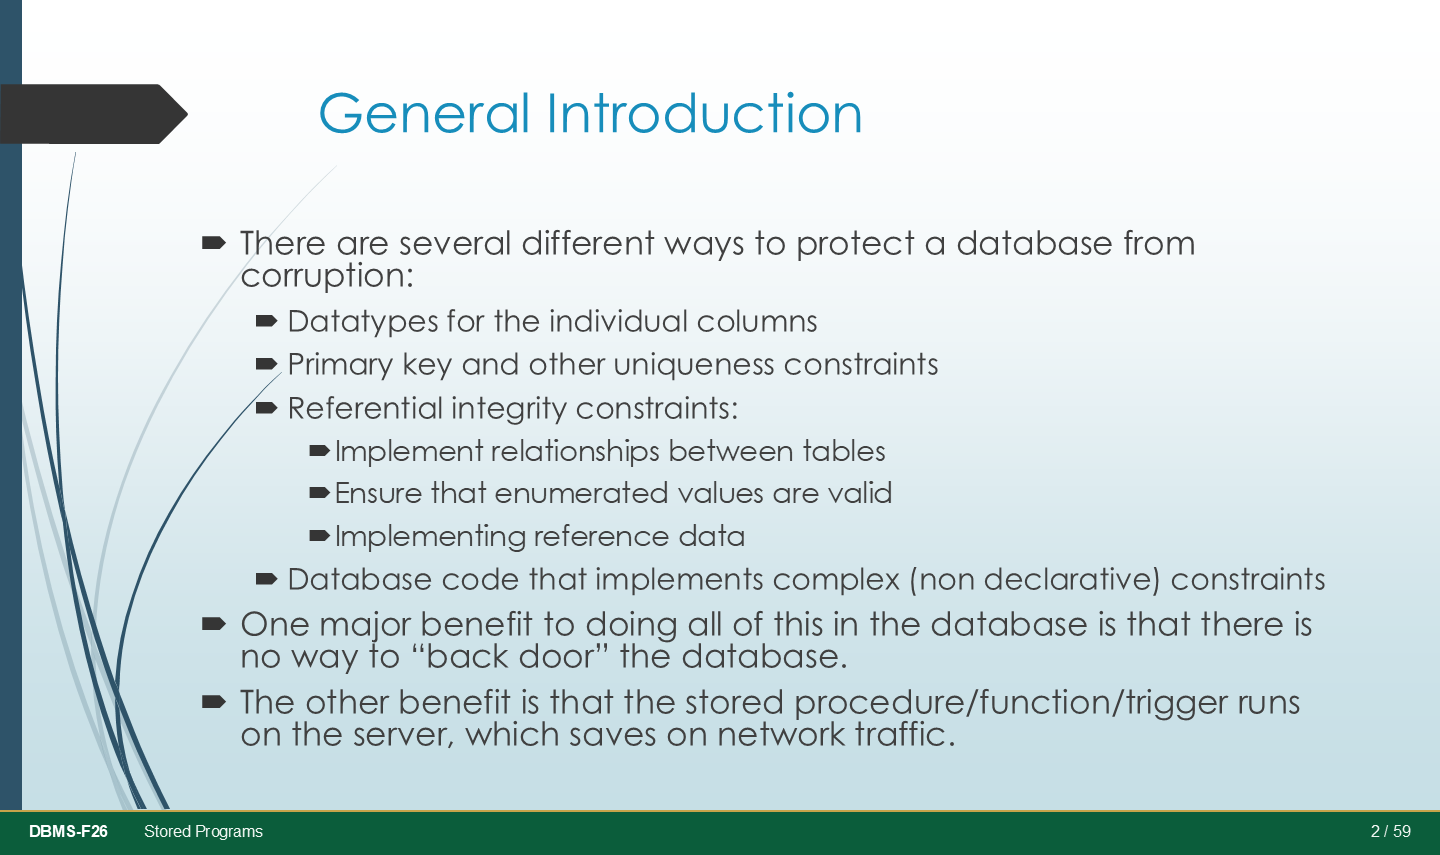 General Introduction
There are several different ways to protect a database from
corruption:
Datatypes for the individual columns
Primary key and other uniqueness constraints
Referential integrity constraints:
Implement relationships between tables
Ensure that enumerated values are valid
Implementing reference data
Database code that implements complex (non declarative) constraints
One major benefit to doing all of this in the database is that there is
no way to “back door” the database.
The other benefit is that the stored procedure/function/trigger runs
on the server, which saves on network traffic.
DBMS-F26 Stored Programs 2 / 59